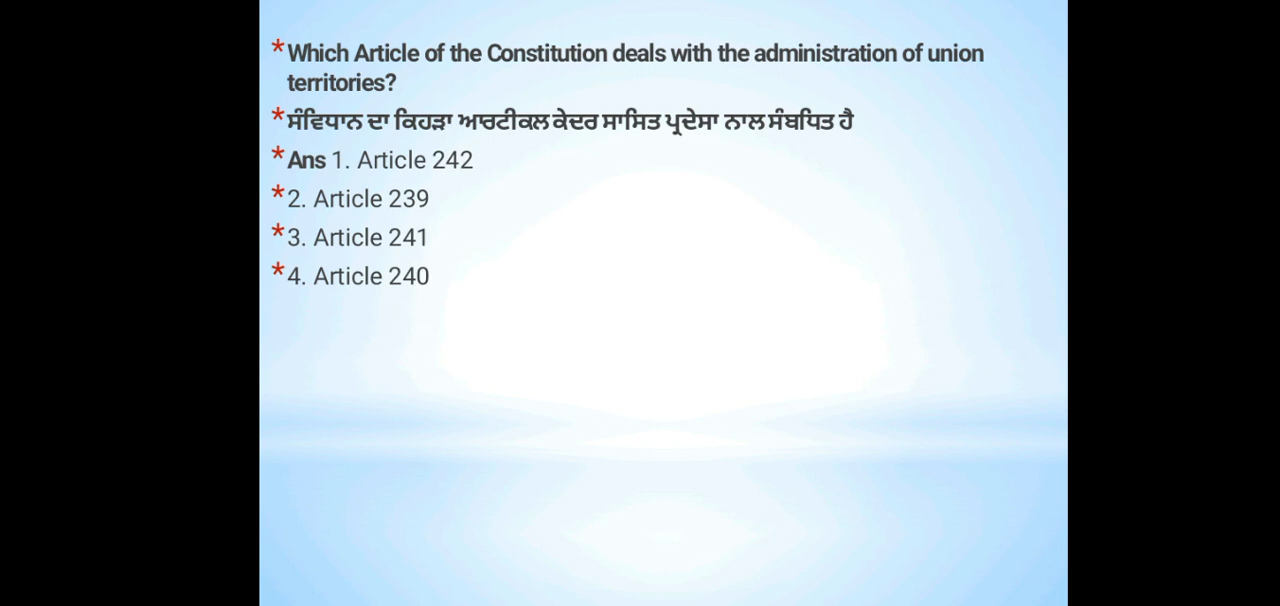 *Which Article of the Constitution deals with the administration of union
territories?
*ਸੰਵਿਧਾਨ ਦਾ ਕਿਹੜਾ ਆਰਟੀਕਲ ਕੇਦਰ ਸਾਸਿਤ ਪ੍ਰਦੇਸਾ ਨਾਲ ਸੰਬਧਿਤ ਹੈ
*Ans 1. Article 242
*2. Article 239
*3. Article 241
*4. Article 240